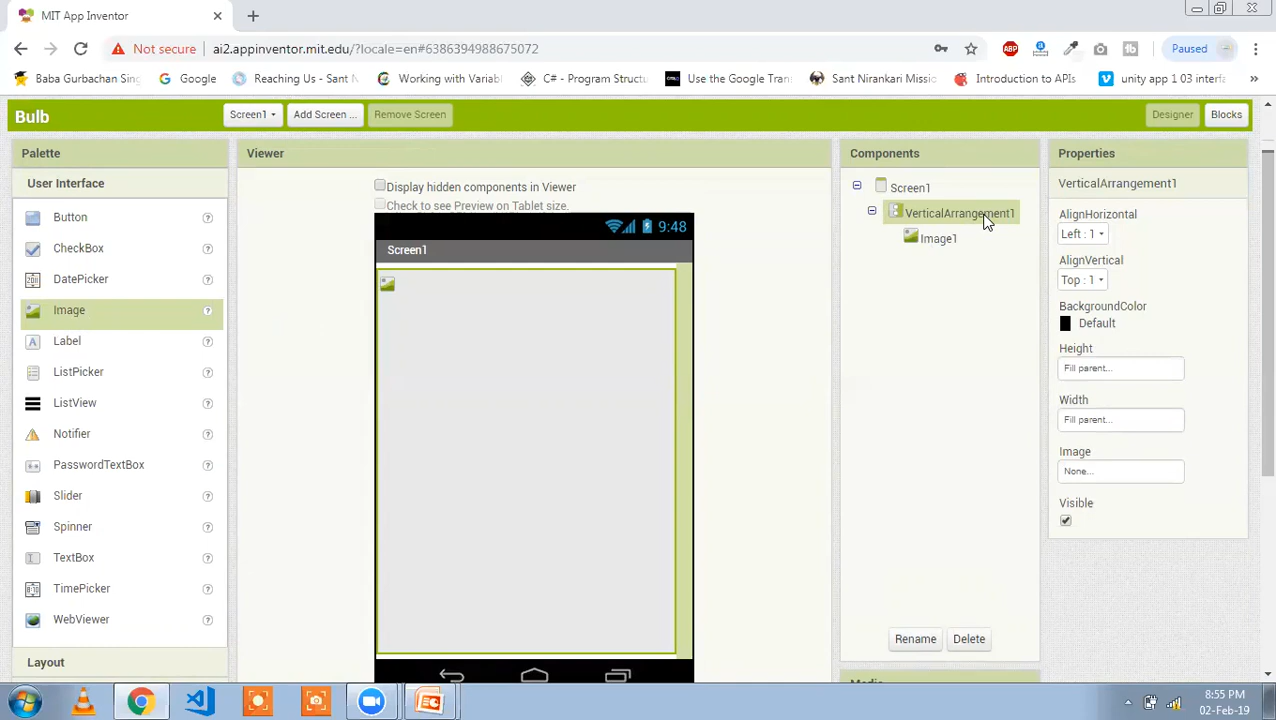 MIT App Inventor
Not secure
ai2.appinventor.mit.edu/?locale=en#6386394988675072
ABP
Paused
Baba Gurbachan Sing
Google
Reaching Us - Sant N
Working with Variabl
C# - Program Structu
Use the Google Tran
Sant Nirankari Missio
Introduction to APIs
unity app 1 03 interfa
Bulb
Screen1
Add Screen ...
Remove Screen
Designer
Blocks
Palette
Viewer
Components
Properties
User Interface
Button
CheckBox
DatePicker
Image
Label
ListPicker
ListView
Notifier
PasswordTextBox
Slider
Spinner
TextBox
TimePicker
WebViewer
Layout
Display hidden components in Viewer
Check to see Preview on Tablet size.
9:48
Screen1
Screen1
VerticalArrangement1
Image1
Rename
Delete
VerticalArrangement1
AlignHorizontal
Left : 1
AlignVertical
Top : 1
BackgroundColor
Default
Height
Fill parent...
Width
Fill parent...
Image
None...
Visible
8:55 PM
02-Feb-19